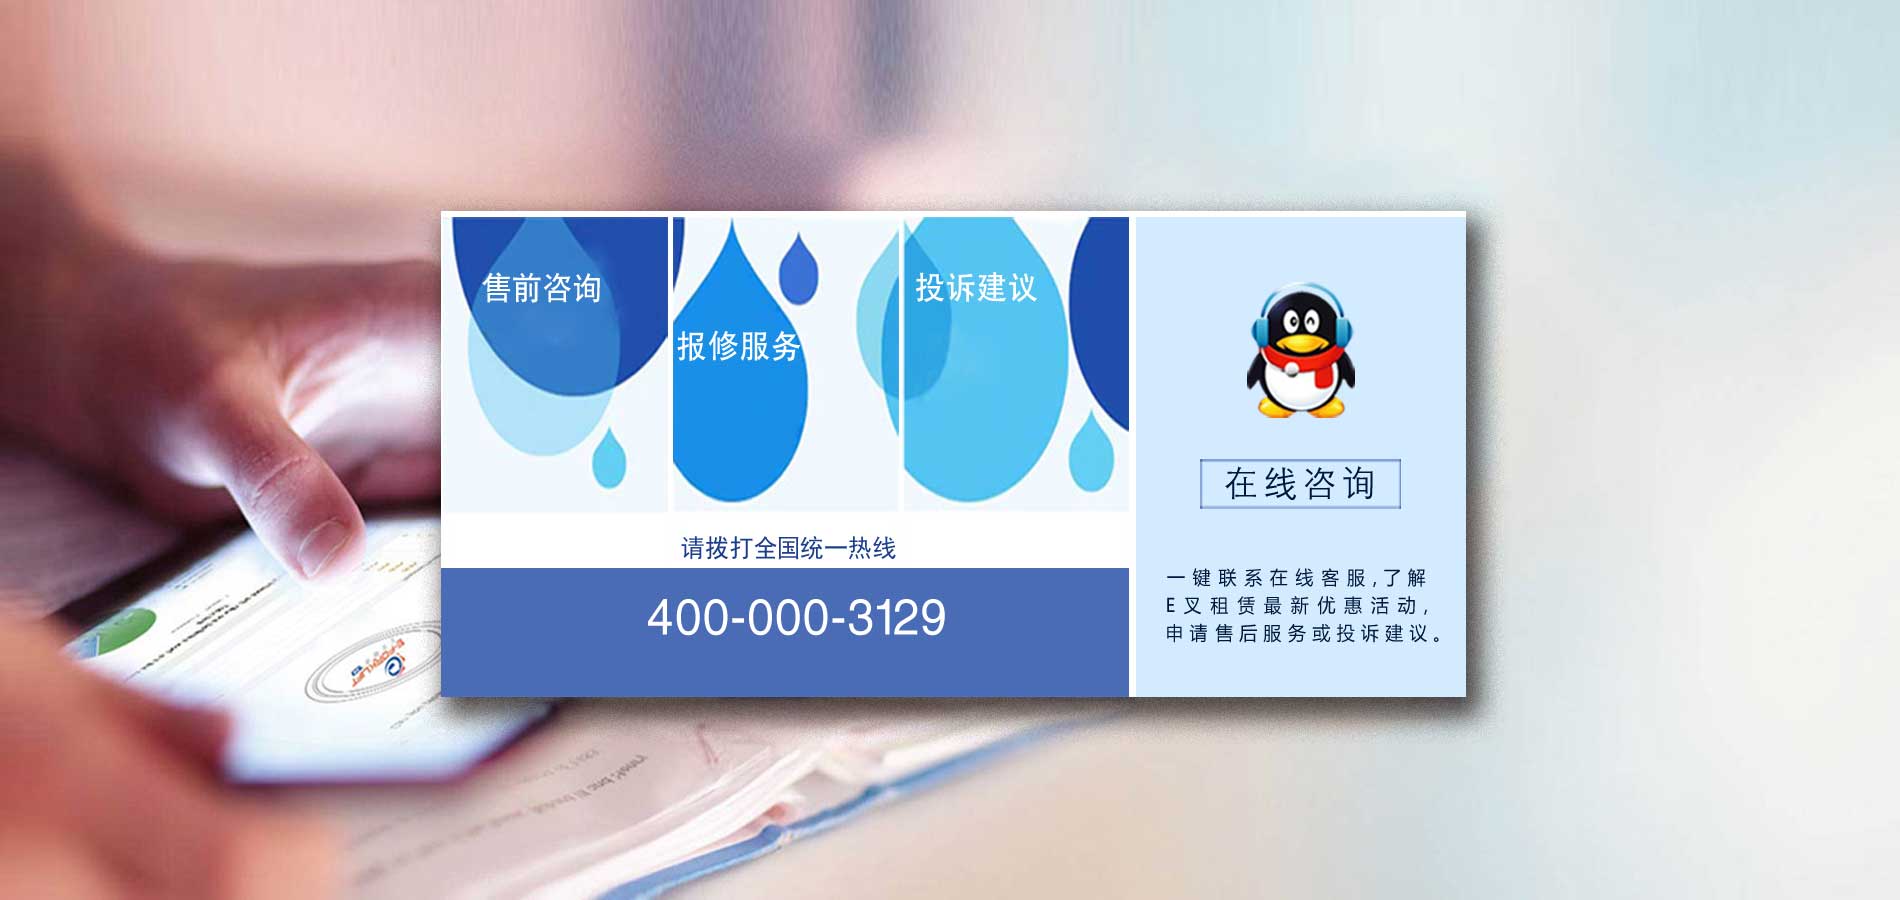 售前咨询
报修服务
投诉建议
请拨打全国统一热线
400-000-3129
在线咨询
一键联系在线客服,了解
E叉租赁最新优惠活动,
申请售后服务或投诉建议。
E-FORKLIFT